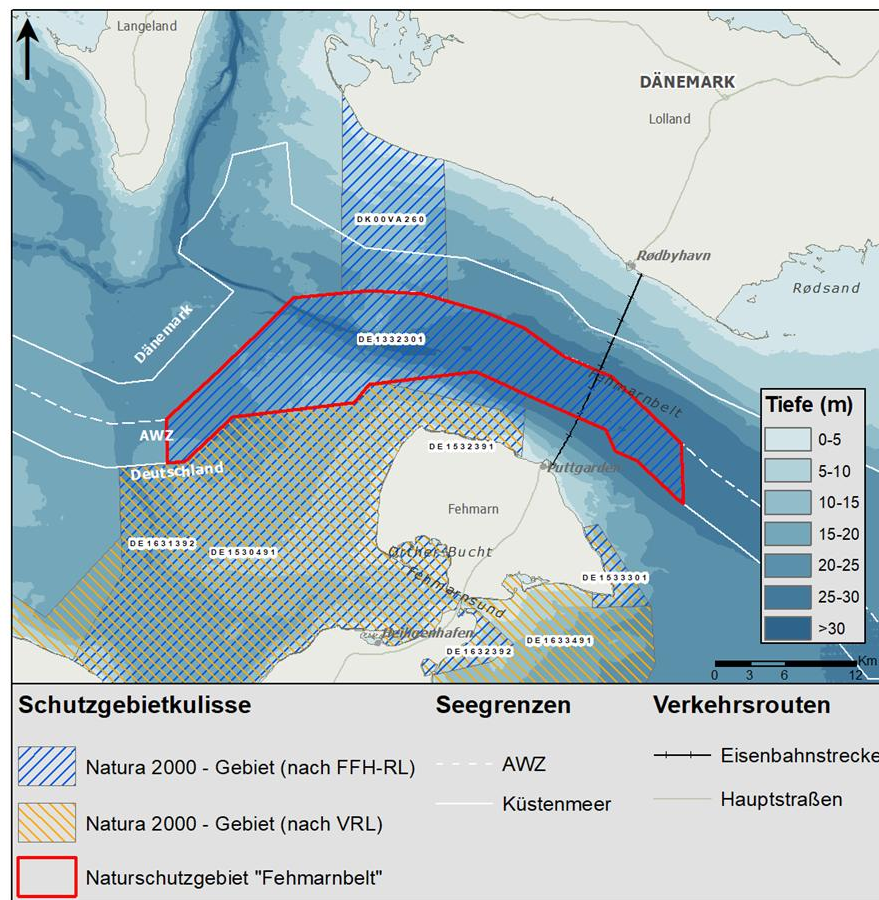 Langeland
DÄNEMARK
Lolland
DK00VA260
Rødbyhavn
Rødsand
Dänemark
DE1332301
Fehmarnbelt
AWZ
Deutschland
DE1532391
Puttgarden
Fehmarn
DE1631392
DE1530491
Orther Bucht
Fehmarnsund
DE1533301
Heiligenhafen
DE1633491
DE1632392
Tiefe (m)
0-5
5-10
10-15
15-20
20-25
25-30
>30
Km
0 3 6 12
Schutzgebietkulisse
Natura 2000 - Gebiet (nach FFH-RL)
Natura 2000 - Gebiet (nach VRL)
Naturschutzgebiet "Fehmarnbelt"
Seegrenzen
AWZ
Küstenmeer
Verkehrsrouten
Eisenbahnstrecke
Hauptstraßen